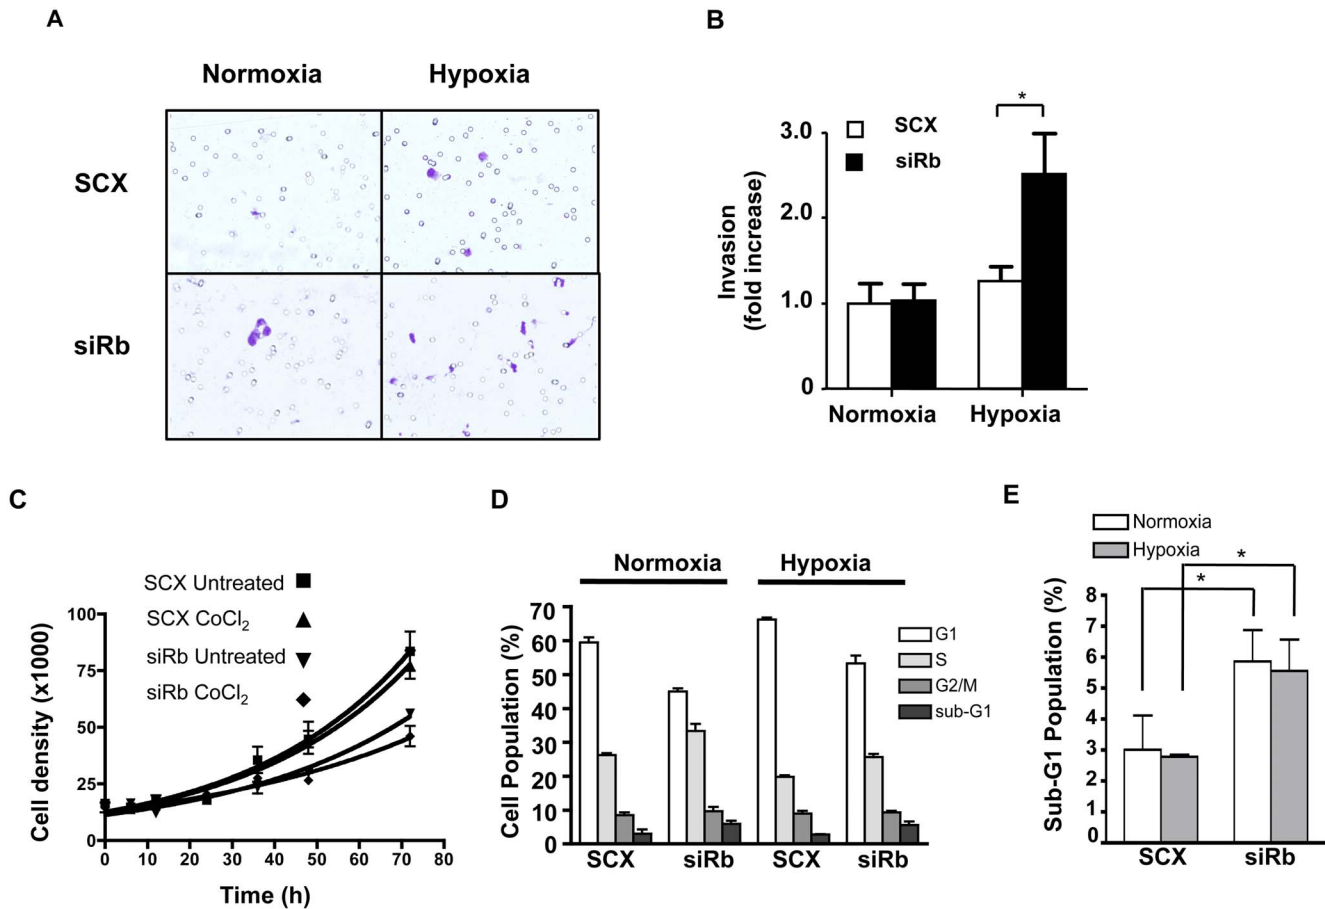 A
Normoxia Hypoxia
SCX
siRb
B
SCX
siRb
*
3.0
2.0
1.0
0
Invasion
(fold increase)
Normoxia Hypoxia
C
SCX Untreated
SCX CoCl₂
siRb Untreated
siRb CoCl₂
100
75
50
25
0
Cell density (x1000)
0 10 20 30 40 50 60 70 80
Time (h)
D
Normoxia Hypoxia
70
60
50
40
30
20
10
0
Cell Population (%)
G1
S
G2/M
sub-G1
SCX siRb SCX siRb
E
Normoxia
Hypoxia
*
*
8
7
6
5
4
3
2
1
0
Sub-G1 Population (%)
SCX siRb